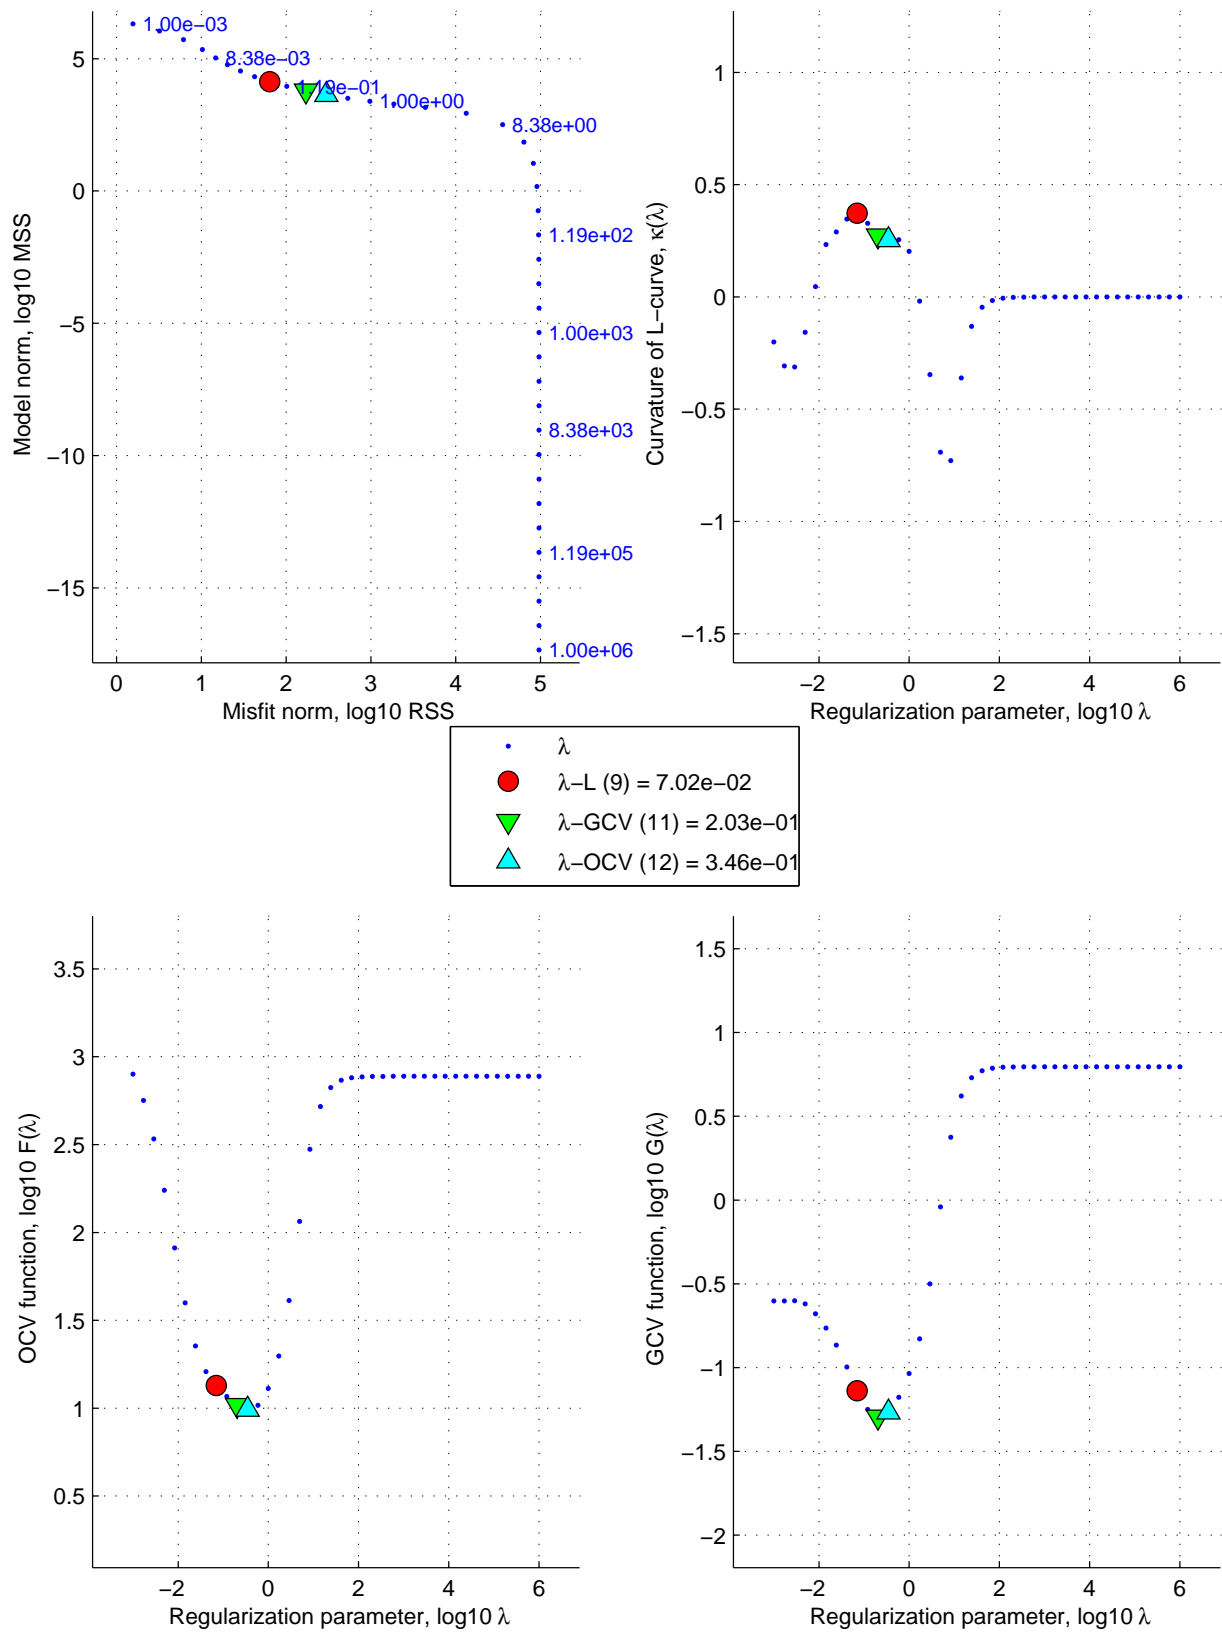 5
0
−5
−10
−15
0 1 2 3 4 5
Model norm, log10 MSS
Misfit norm, log10 RSS
1.00e−03
8.38e−03
1.19e−01
1.00e+00
8.38e+00
1.19e+02
1.00e+03
8.38e+03
1.19e+05
1.00e+06
1
0.5
0
−0.5
−1
−1.5
−2 0 2 4 6
Curvature of L−curve, κ(λ)
Regularization parameter, log10 λ
λ
λ−L (9) = 7.02e−02
λ−GCV (11) = 2.03e−01
λ−OCV (12) = 3.46e−01
3.5
3
2.5
2
1.5
1
0.5
−2 0 2 4 6
OCV function, log10 F(λ)
Regularization parameter, log10 λ
1.5
1
0.5
0
−0.5
−1
−1.5
−2
−2 0 2 4 6
GCV function, log10 G(λ)
Regularization parameter, log10 λ